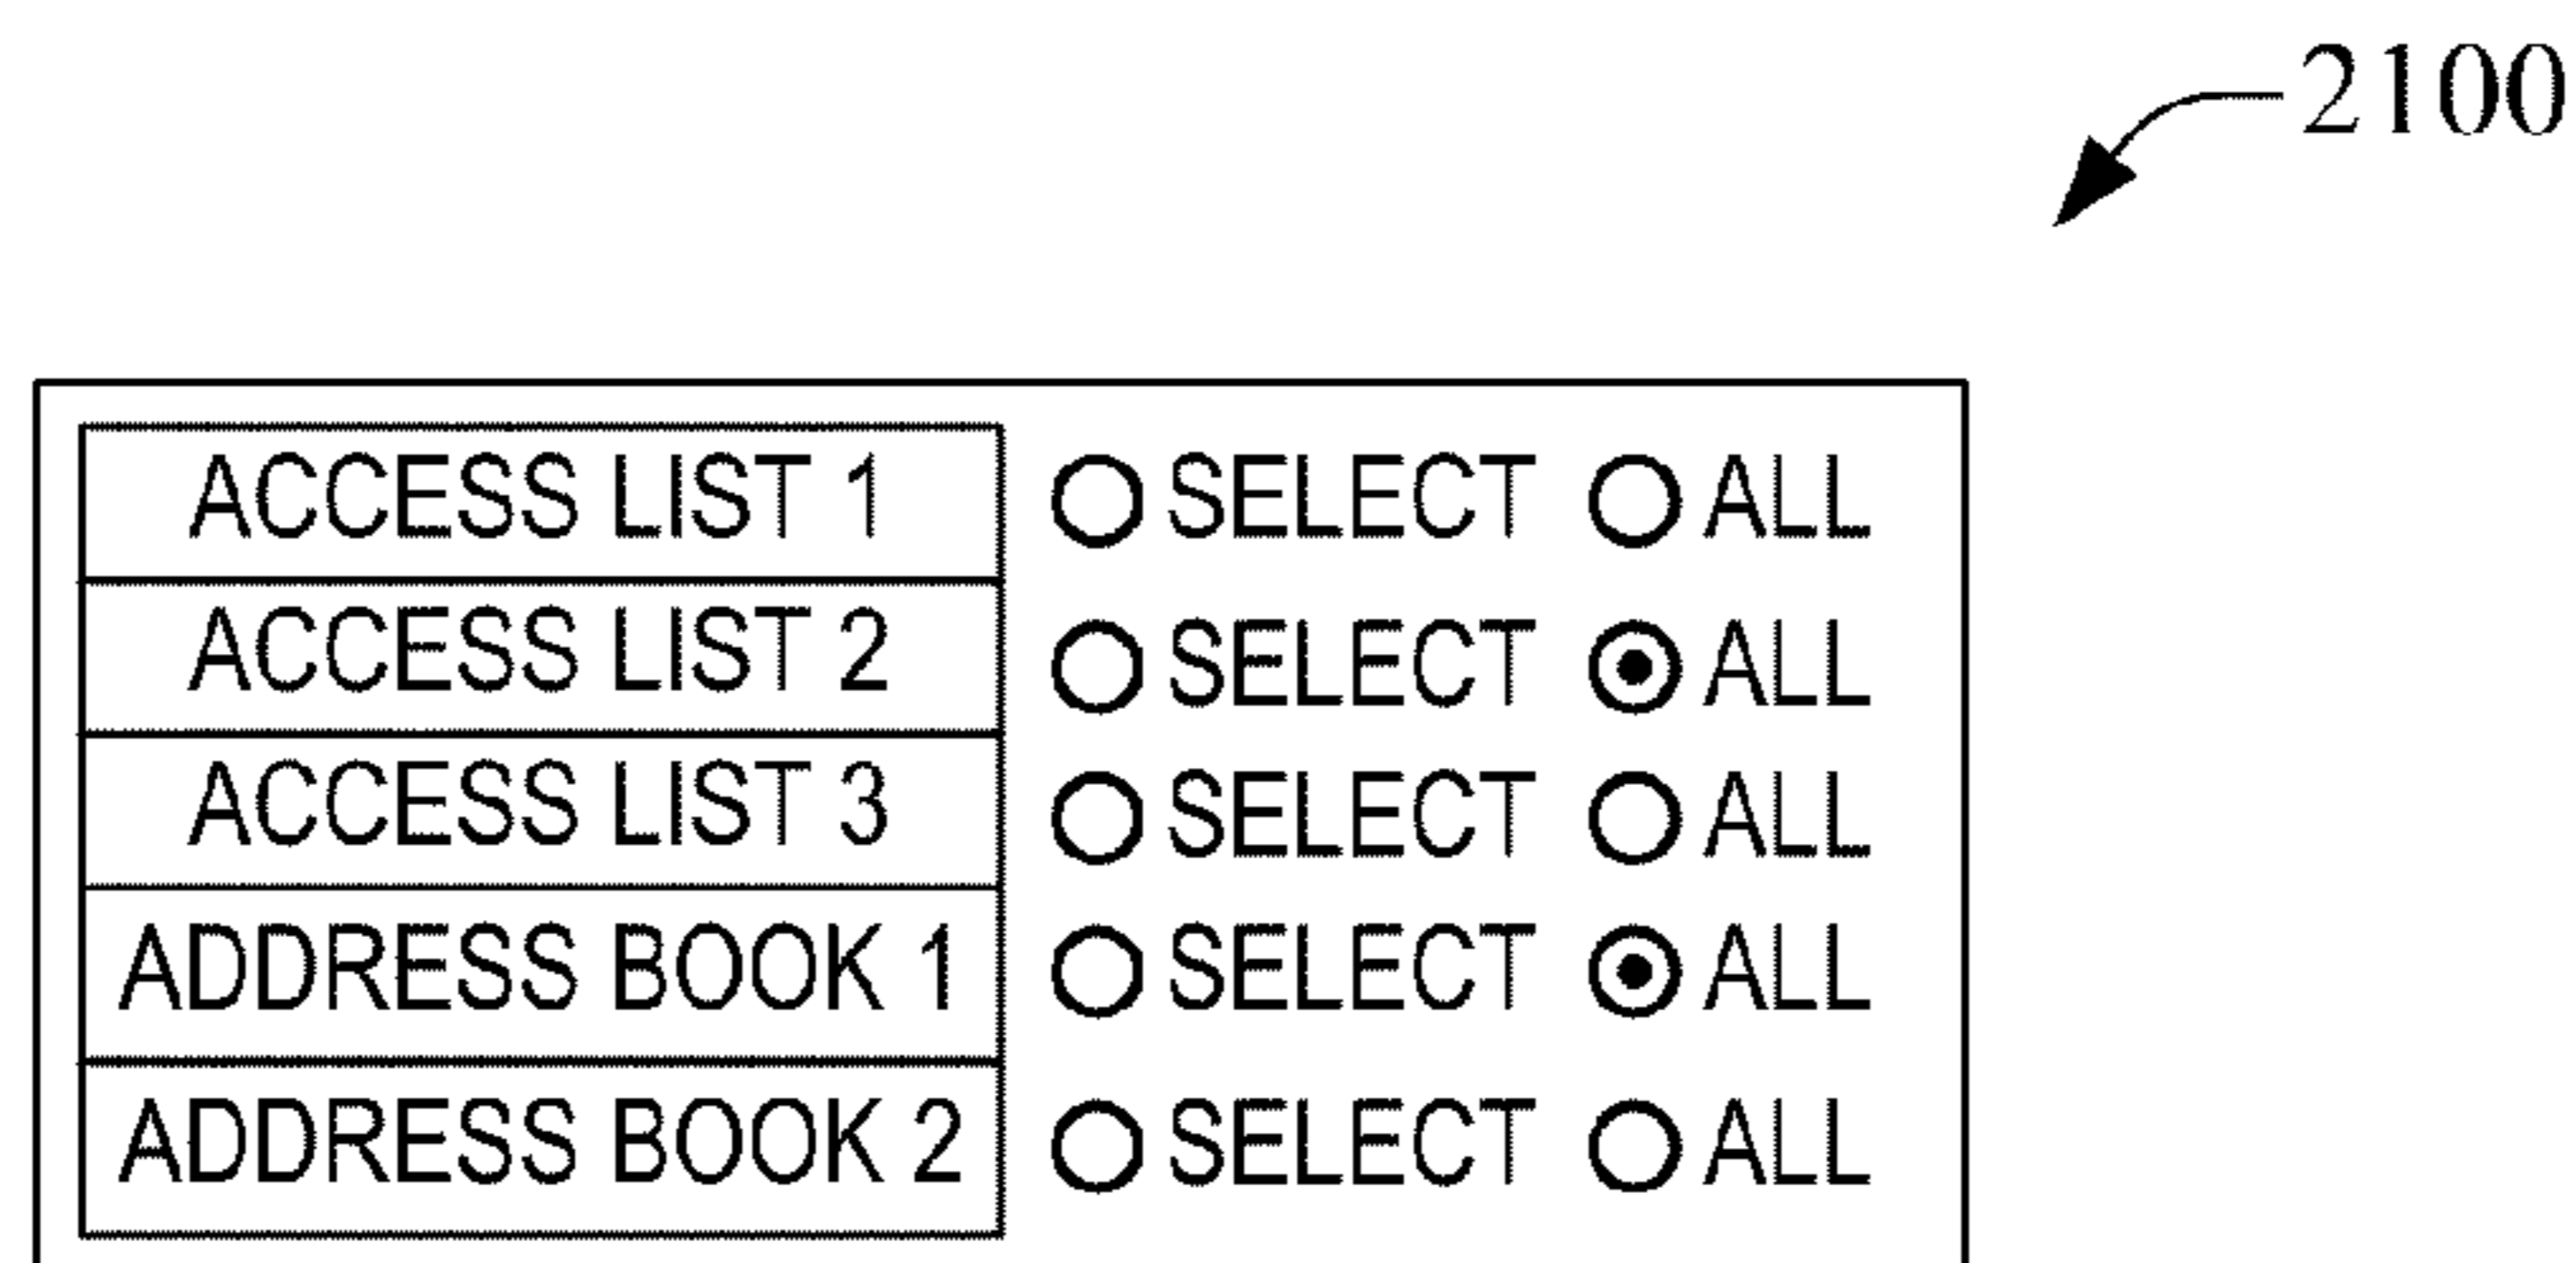 2100
ACCESS LIST 1 SELECT ALL
ACCESS LIST 2 SELECT ALL
ACCESS LIST 3 SELECT ALL
ADDRESS BOOK 1 SELECT ALL
ADDRESS BOOK 2 SELECT ALL